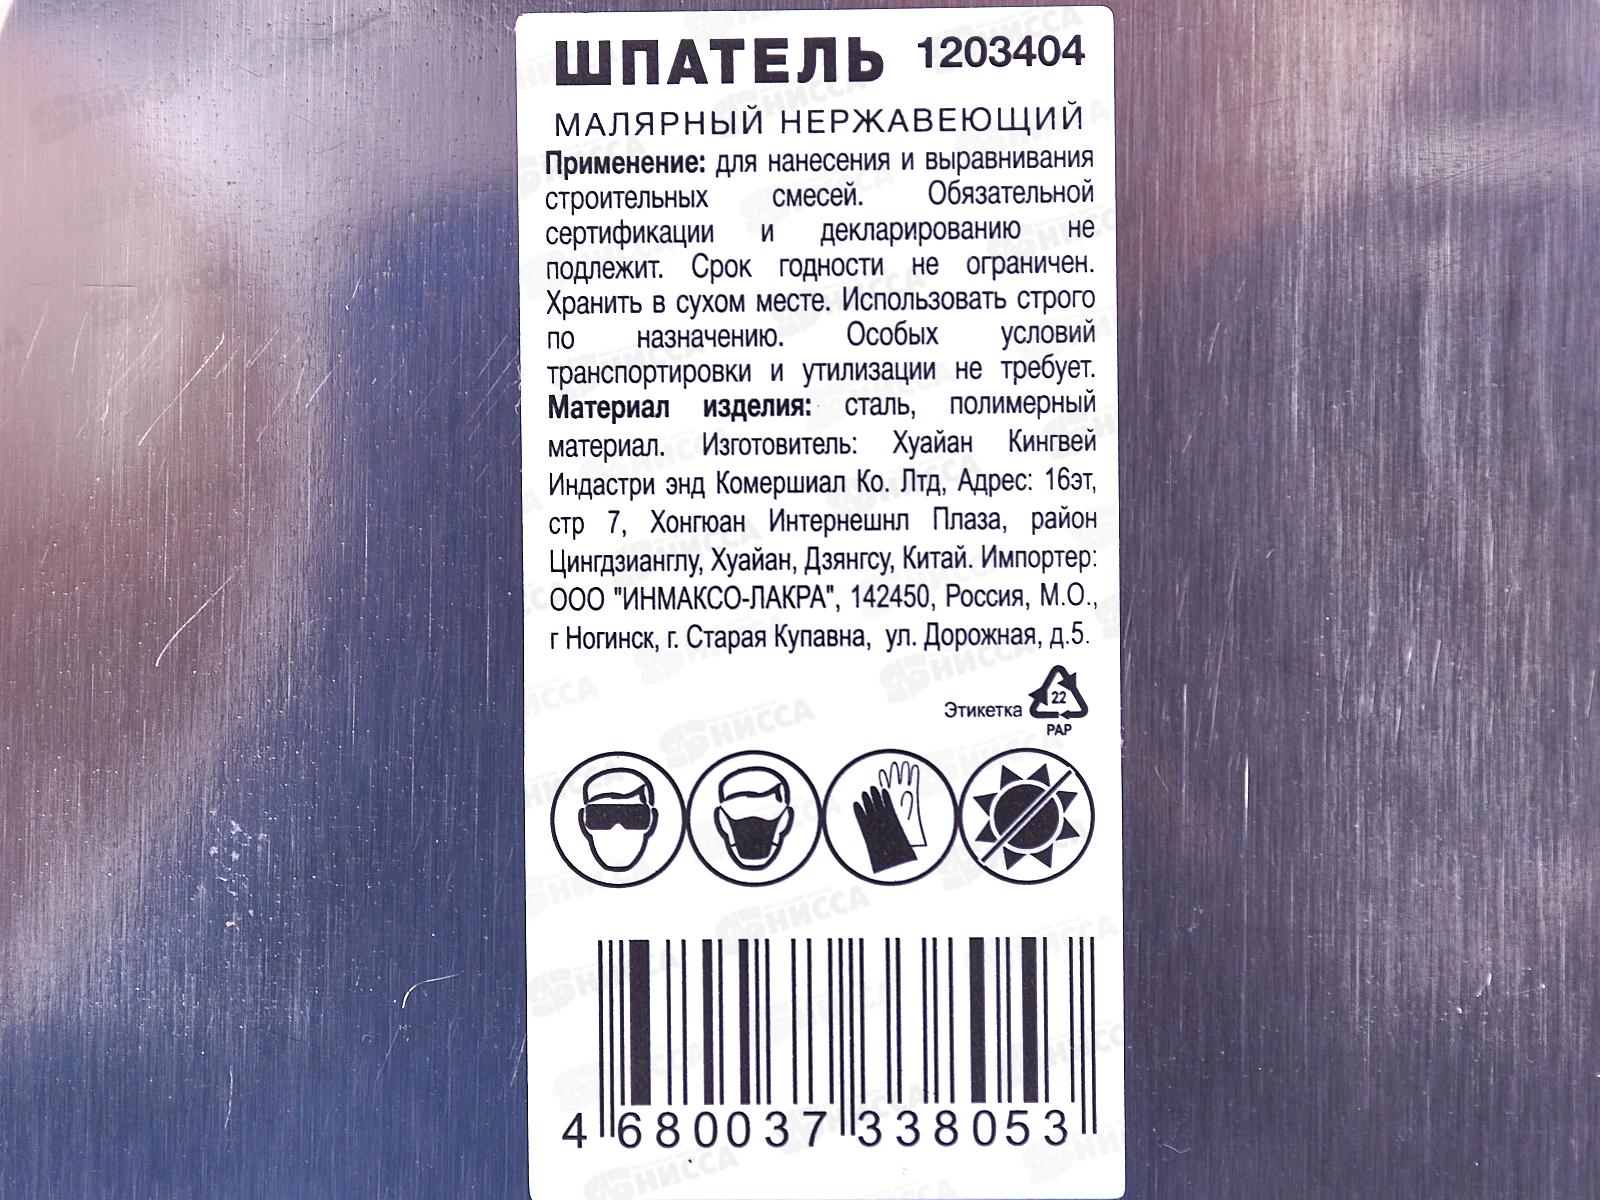 ШПАТЕЛЬ 1203404
МАЛЯРНЫЙ НЕРЖАВЕЮЩИЙ
Применение: для нанесения и выравнивания
строительных смесей. Обязательной
сертификации и декларированию не
подлежит. Срок годности не ограничен.
Хранить в сухом месте. Использовать строго
по назначению. Особых условий
транспортировки и утилизации не требует.
Материал изделия: сталь, полимерный
материал. Изготовитель: Хуайан Кингвей
Индастри энд Комершиал Ко. Лтд, Адрес: 16эт,
стр 7, Хонгюан Интернешнл Плаза, район
Цингдзианглу, Хуайан, Дзянгсу, Китай. Импортер:
ООО "ИНМАКСО-ЛАКРА", 142450, Россия, М.О.,
г Ногинск, г. Старая Купавна, ул. Дорожная, д.5.
Этикетка 22
PAP
4 680037 338053